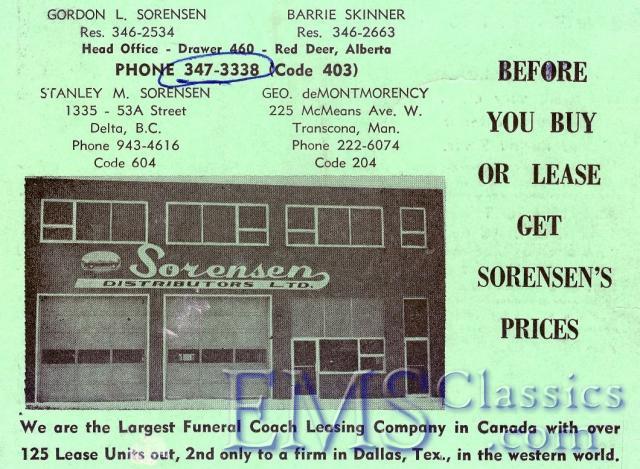 GORDON L. SORENSEN
Res. 346-2534
BARRIE SKINNER
Res. 346-2663
Head Office - Drawer 460 - Red Deer, Alberta
PHONE 347-3338 (Code 403)
STANLEY M. SORENSEN
1335 - 53A Street
Delta, B.C.
Phone 943-4616
Code 604
GEO. deMONTMORENCY
225 McMeans Ave. W.
Transcona, Man.
Phone 222-6074
Code 204
BEFORE
YOU BUY
OR LEASE
GET
SORENSEN'S
PRICES
Sorensen
DISTRIBUTORS LTD.
EMSClassics
.com
We are the Largest Funeral Coach Leasing Company in Canada with over
125 Lease Units out, 2nd only to a firm in Dallas, Tex., in the western world.